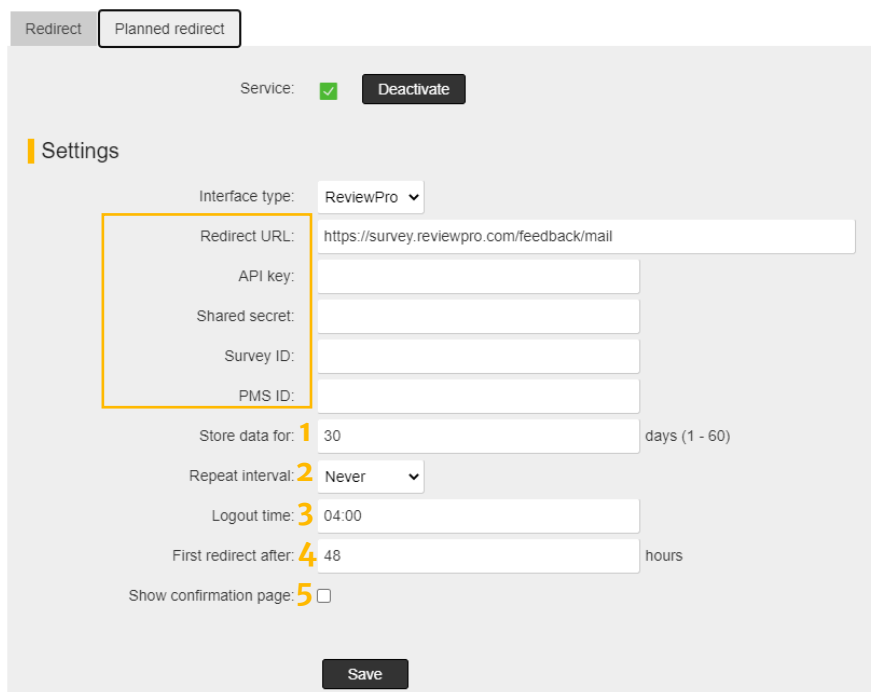 Redirect Planned redirect
Service: Deactivate
Settings
Interface type: ReviewPro
Redirect URL: https://survey.reviewpro.com/feedback/mail
API key:
Shared secret:
Survey ID:
PMS ID:
Store data for: 1 30 days (1 - 60)
Repeat interval: 2 Never
Logout time: 3 04:00
First redirect after: 4 48 hours
Show confirmation page: 5
Save